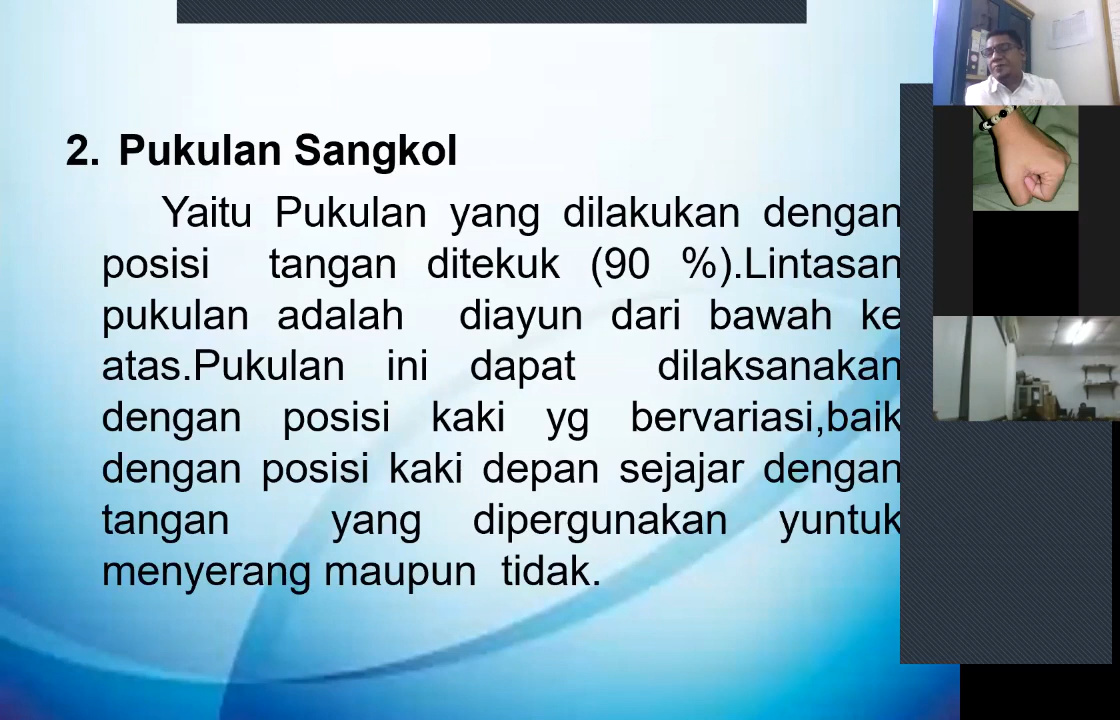 2. Pukulan Sangkol
Yaitu Pukulan yang dilakukan dengan
posisi tangan ditekuk (90 %).Lintasan
pukulan adalah diayun dari bawah ke
atas.Pukulan ini dapat dilaksanakan
dengan posisi kaki yg bervariasi,baik
dengan posisi kaki depan sejajar dengan
tangan yang dipergunakan yuntuk
menyerang maupun tidak.